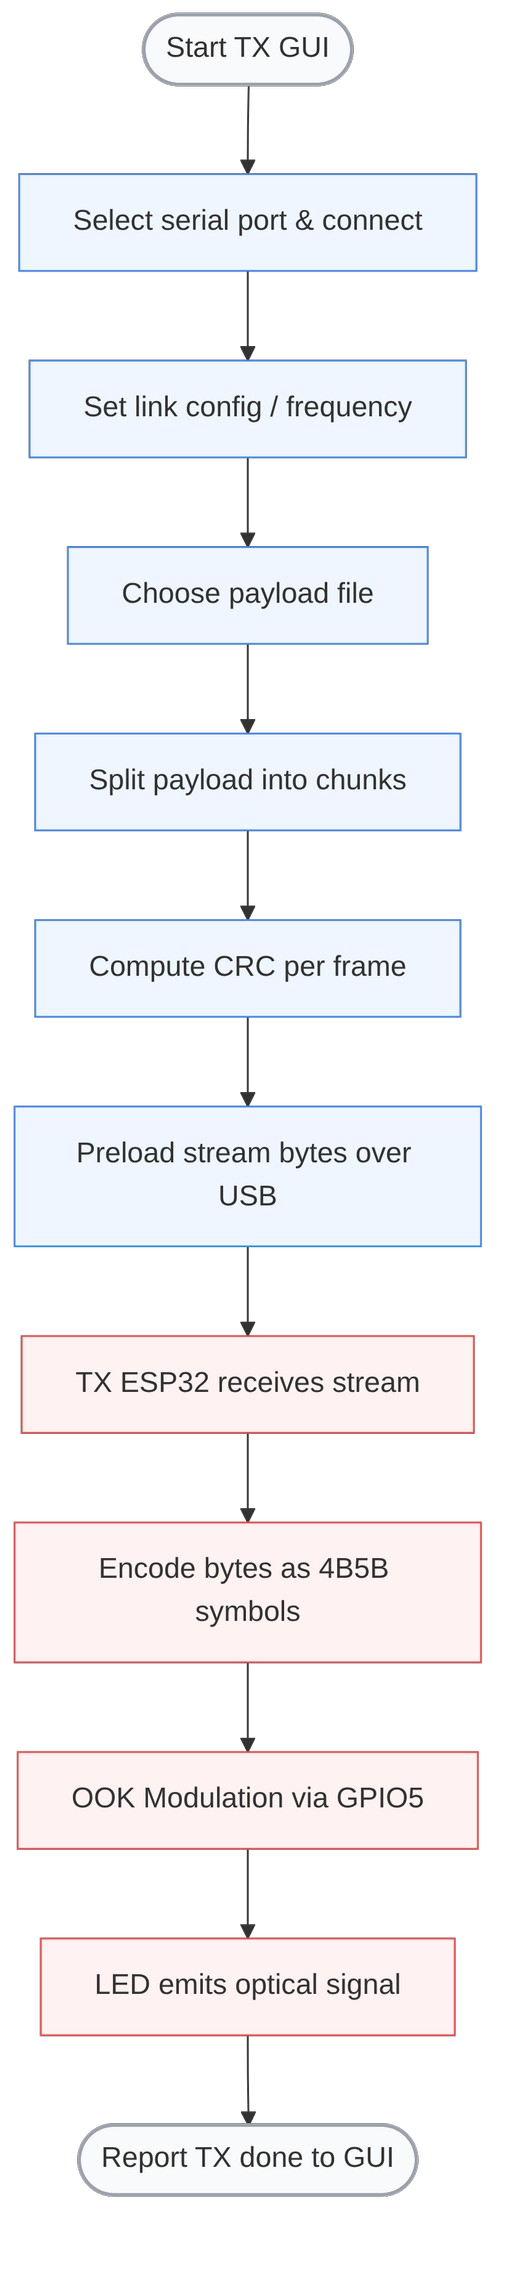 Start TX GUI
Select serial port & connect
Set link config / frequency
Choose payload file
Split payload into chunks
Compute CRC per frame
Preload stream bytes over
USB
TX ESP32 receives stream
Encode bytes as 4B5B
symbols
OOK Modulation via GPIO5
LED emits optical signal
Report TX done to GUI